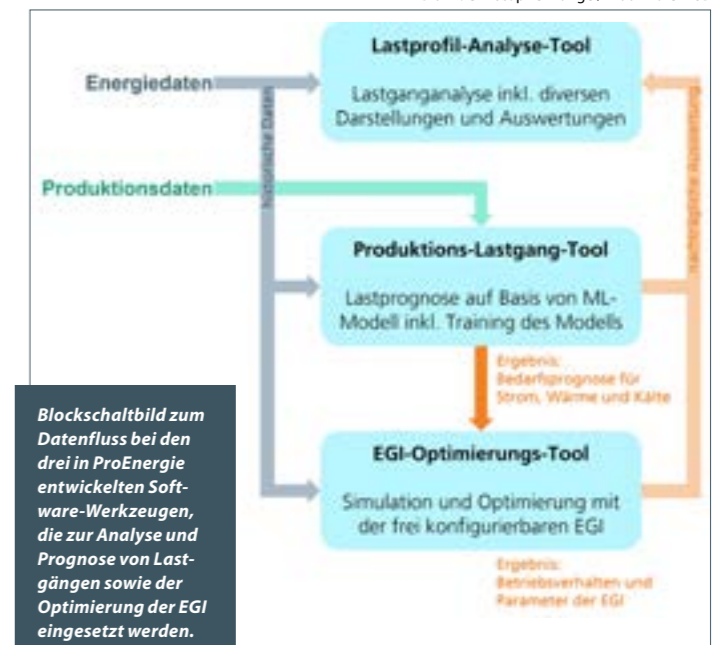 Lastprofil-Analyse-Tool
Energiedaten
Lastganganalyse inkl. diversen
Darstellungen und Auswertungen
Historische Daten
nachträgliche Auswertung
Produktionsdaten
Produktions-Lastgang-Tool
Lastprognose auf Basis von ML-
Modell inkl. Training des Modells
Ergebnis:
Bedarfsprognose für
Strom, Wärme und Kälte
EGI-Optimierungs-Tool
Simulation und Optimierung mit
der frei konfigurierbaren EGI
Ergebnis:
Betriebsverhalten und
Parameter der EGI
Blockschaltbild zum
Datenfluss bei den
drei in ProEnergie
entwickelten Soft-
ware-Werkzeugen,
die zur Analyse und
Prognose von Last-
gängen sowie der
Optimierung der EGI
eingesetzt werden.